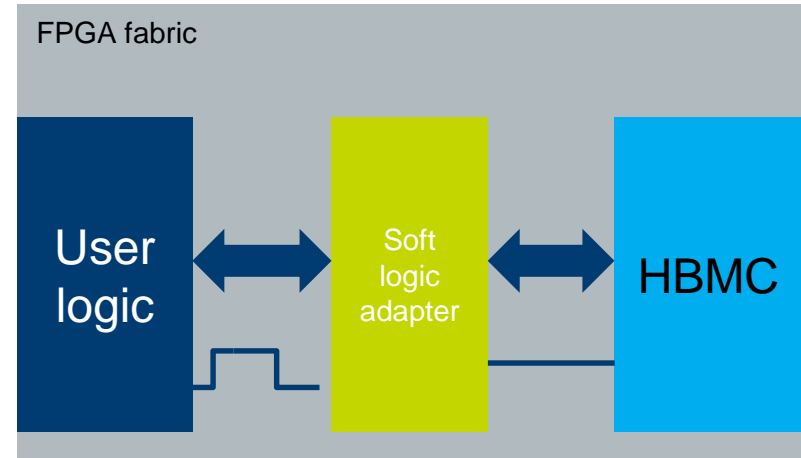 FPGA fabric
User
logic
Soft
logic
adapter
HBMC